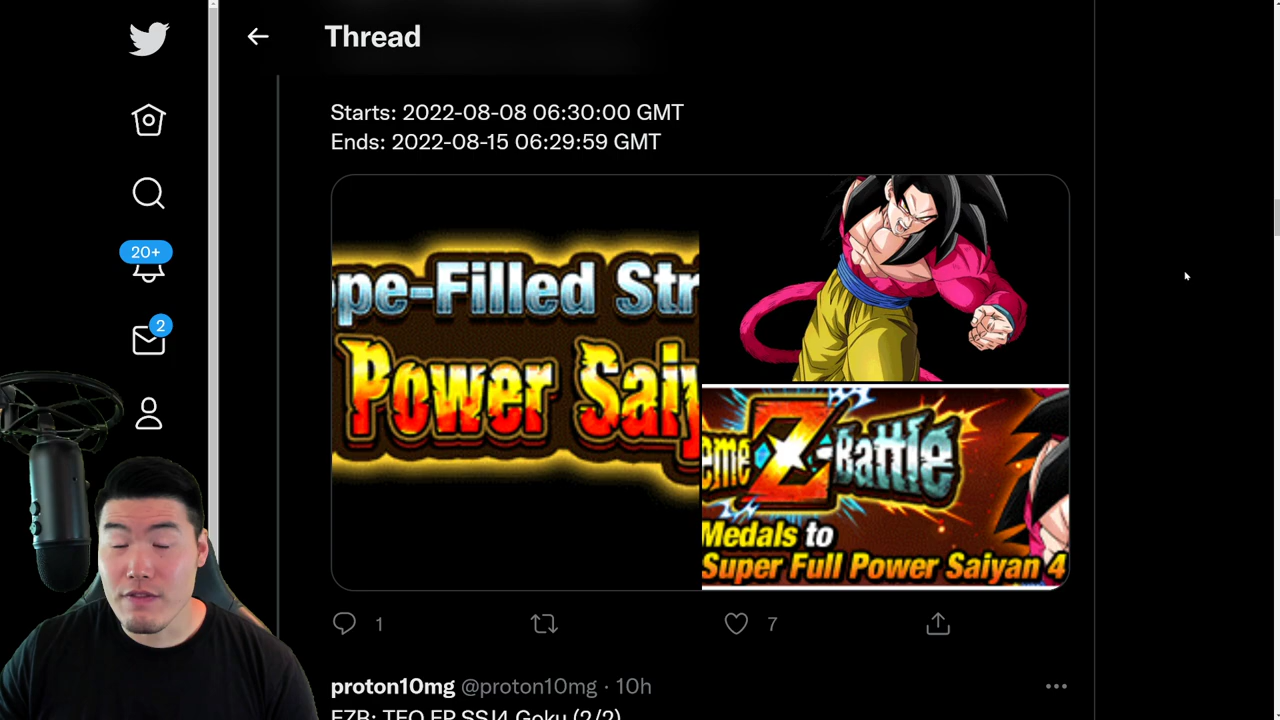 Thread
Starts: 2022-08-08 06:30:00 GMT
Ends: 2022-08-15 06:29:59 GMT
20+
2
ope-Filled Str
Power Saiy
eme Z-Battle
Medals to
Super Full Power Saiyan 4
1
7
proton10mg @proton10mg · 10h
EZB: TEQ FP SSJ4 Goku (2/2)